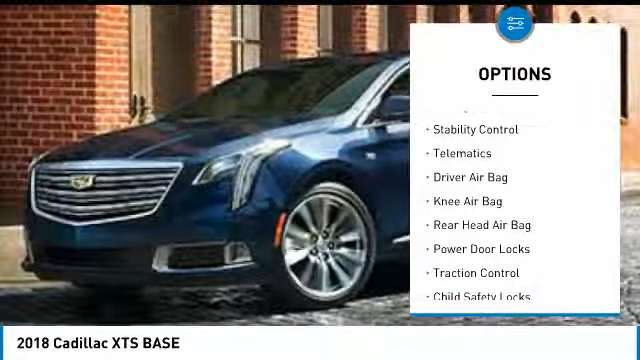 OPTIONS
· Stability Control
· Telematics
· Driver Air Bag
· Knee Air Bag
· Rear Head Air Bag
· Power Door Locks
· Traction Control
· Child Safety Locks
2018 Cadillac XTS BASE